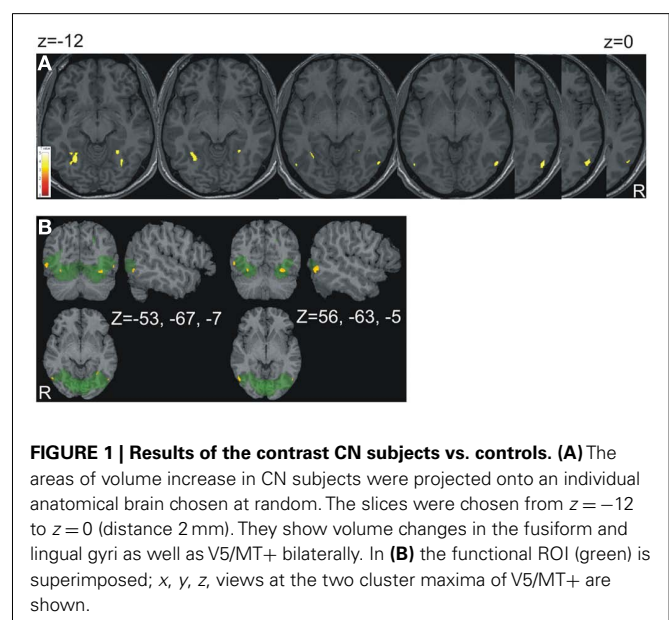 z=-12
z=0
A
R
B
Z=-53, -67, -7
Z=56, -63, -5
R
FIGURE 1 | Results of the contrast CN subjects vs. controls. (A) The
areas of volume increase in CN subjects were projected onto an individual
anatomical brain chosen at random. The slices were chosen from z = −12
to z = 0 (distance 2 mm). They show volume changes in the fusiform and
lingual gyri as well as V5/MT+ bilaterally. In (B) the functional ROI (green) is
superimposed; x, y, z, views at the two cluster maxima of V5/MT+ are
shown.